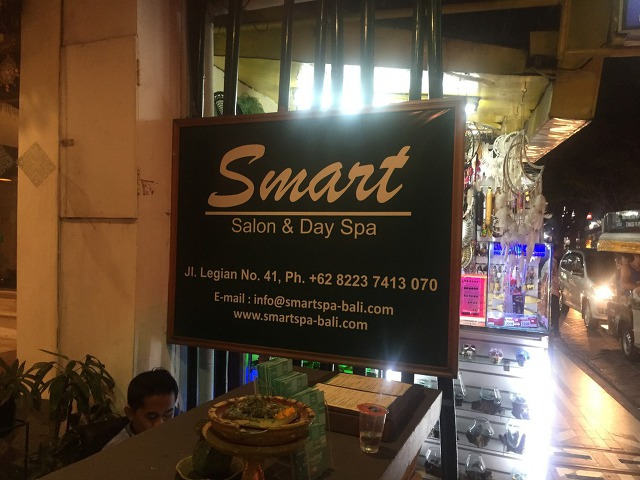 Smart
Salon & Day Spa
Jl. Legian No. 41, Ph. +62 8223 7413 070
E-mail : info@smartspa-bali.com
www.smartspa-bali.com